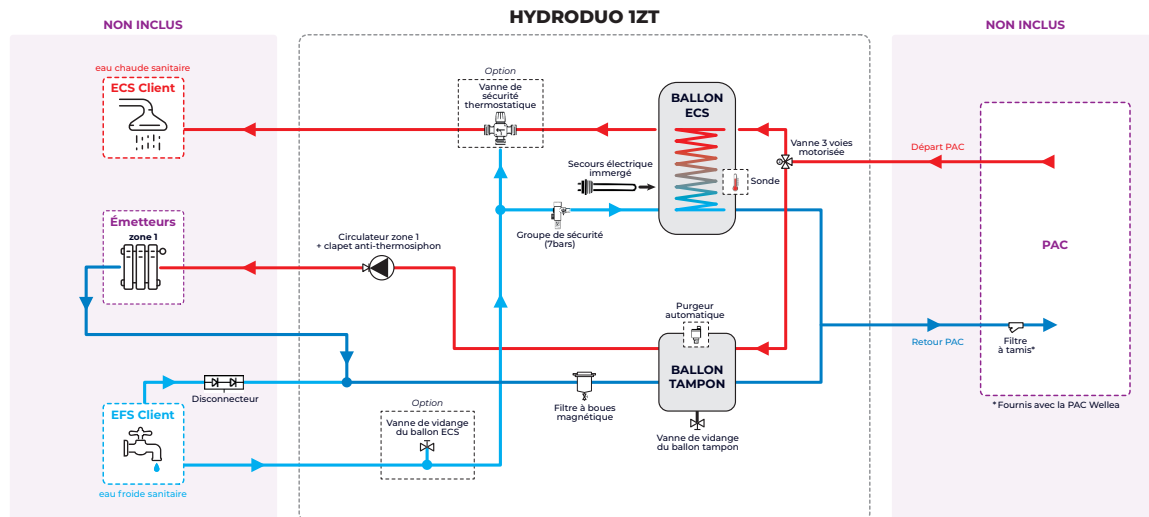 HYDRODUO 1ZT
NON INCLUS
NON INCLUS
eau chaude sanitaire
ECS Client
Option
Vanne de
sécurité
thermostatique
BALLON
ECS
Vanne 3 voies
motorisée
Départ PAC
Secours électrique
immergé
Sonde
Émetteurs
zone 1
Circulateur zone 1
+ clapet anti-thermosiphon
Groupe de sécurité
(7bars)
PAC
Purgeur
automatique
Retour PAC
Filtre
à tamis*
BALLON
TAMPON
Disconnecteur
EFS Client
Option
Vanne de vidange
du ballon ECS
Filtre à boues
magnétique
Vanne de vidange
du ballon tampon
*Fournis avec la PAC Wellea
eau froide sanitaire